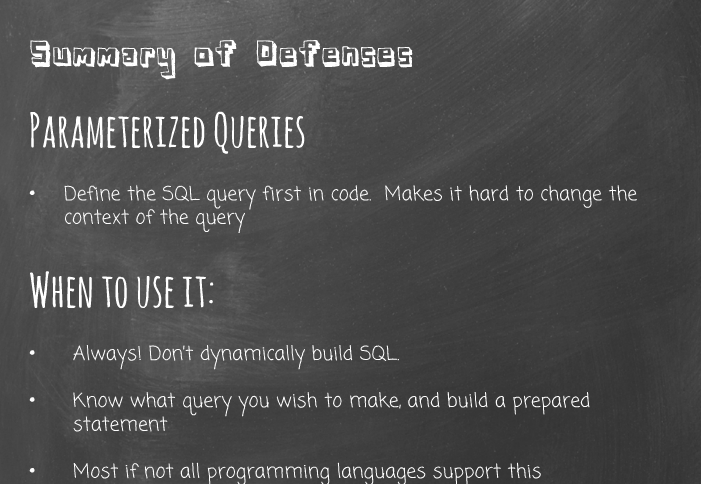 Summary of Defenses
Parameterized Queries
• Define the SQL query first in code. Makes it hard to change the
context of the query
When to use it:
• Always! Don't dynamically build SQL.
• Know what query you wish to make, and build a prepared
statement
• Most if not all programming languages support this